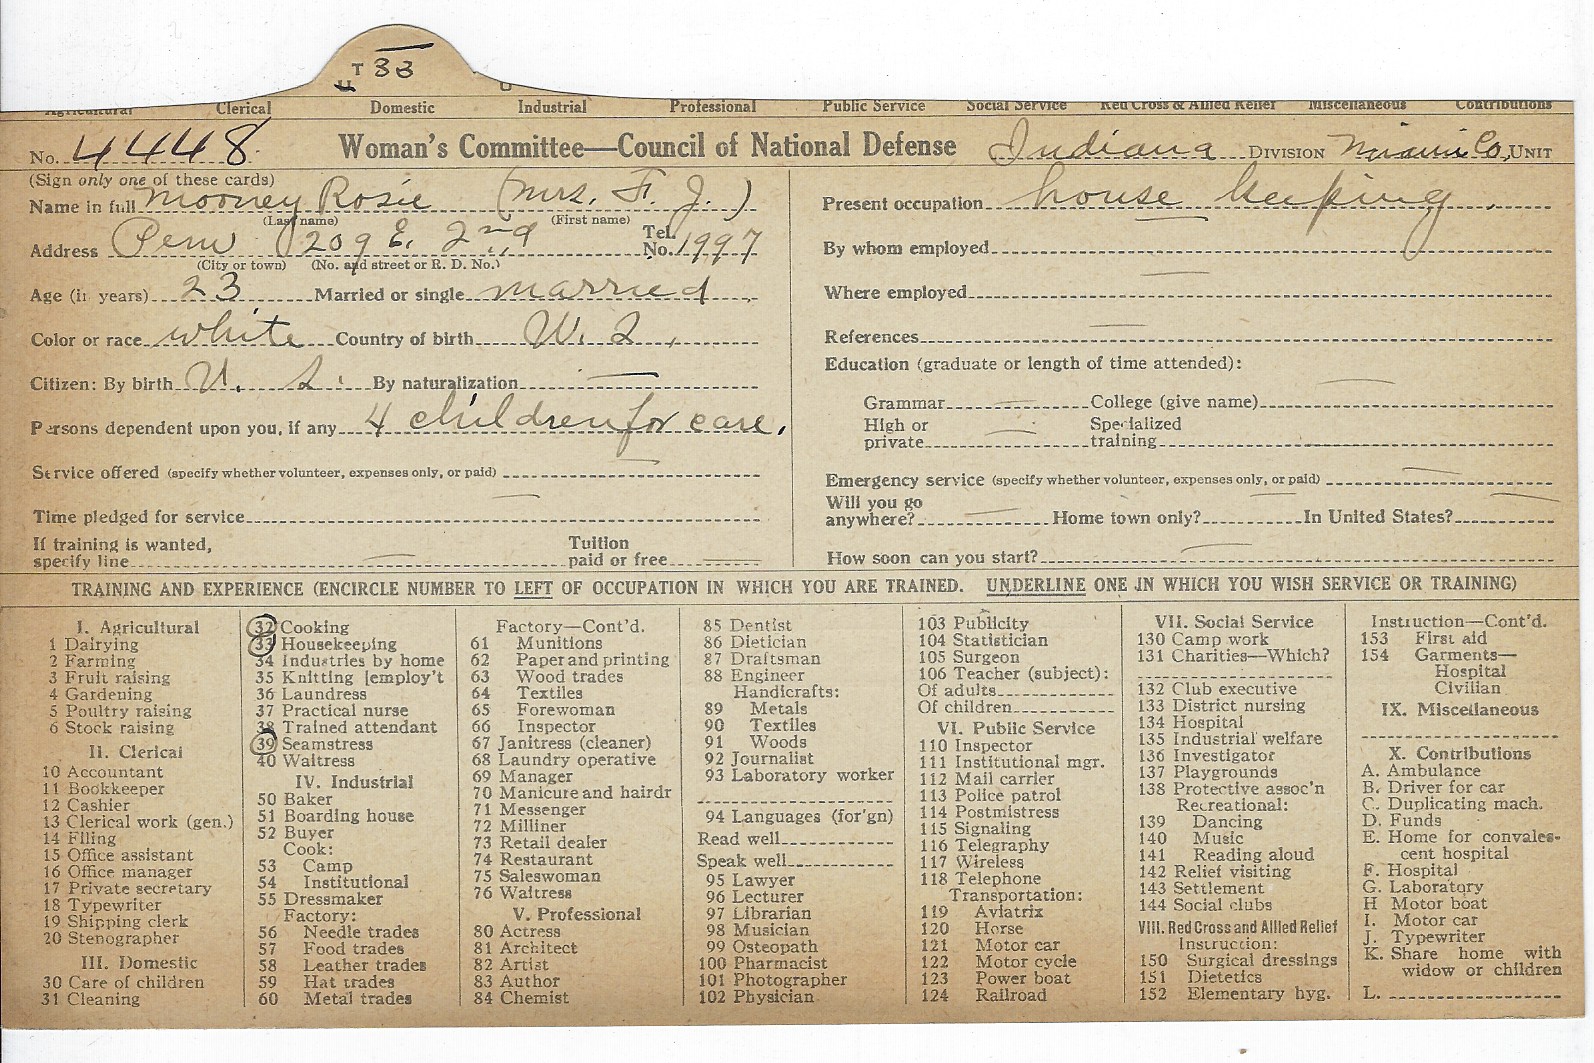 T 33
Agricultural Clerical Domestic Industrial Professional Public Service Social Service Red Cross & Allied Relief Miscellaneous Contributions
No. 4448 Woman's Committee—Council of National Defense Indiana DIVISION Miami Co. UNIT
(Sign only one of these cards)
Name in full Mooney Rosie (Mrs. F. J.)
(Last name) (First name)
Address Peru 209 E. 2nd Tel. No. 1997
(City or town) (No. and street or R. D. No.)
Age (in years) 23 Married or single married
Color or race white Country of birth U. S.
Citizen: By birth U. S. By naturalization
Persons dependent upon you, if any 4 children for care.
Service offered (specify whether volunteer, expenses only, or paid)
Time pledged for service
If training is wanted,
specify line
Tuition
paid or free
Present occupation house keeping.
By whom employed
Where employed
References
Education (graduate or length of time attended):
Grammar College (give name)
High or
private
Specialized
training
Emergency service (specify whether volunteer, expenses only, or paid)
Will you go
anywhere? Home town only? In United States?
How soon can you start?
TRAINING AND EXPERIENCE (ENCIRCLE NUMBER TO LEFT OF OCCUPATION IN WHICH YOU ARE TRAINED. UNDERLINE ONE IN WHICH YOU WISH SERVICE OR TRAINING)
I. Agricultural
1 Dairying
2 Farming
3 Fruit raising
4 Gardening
5 Poultry raising
6 Stock raising
II. Clerical
10 Accountant
11 Bookkeeper
12 Cashier
13 Clerical work (gen.)
14 Filing
15 Office assistant
16 Office manager
17 Private secretary
18 Typewriter
19 Shipping clerk
20 Stenographer
III. Domestic
30 Care of children
31 Cleaning
32 Cooking
33 Housekeeping
34 Industries by home
35 Knitting [employ't
36 Laundress
37 Practical nurse
38 Trained attendant
39 Seamstress
40 Waitress
IV. Industrial
50 Baker
51 Boarding house
52 Buyer
Cook:
53 Camp
54 Institutional
55 Dressmaker
Factory:
56 Needle trades
57 Food trades
58 Leather trades
59 Hat trades
60 Metal trades
Factory—Cont'd.
61 Munitions
62 Paper and printing
63 Wood trades
64 Textiles
65 Forewoman
66 Inspector
67 Janitress (cleaner)
68 Laundry operative
69 Manager
70 Manicure and hairdr
71 Messenger
72 Milliner
73 Retail dealer
74 Restaurant
75 Saleswoman
76 Waitress
V. Professional
80 Actress
81 Architect
82 Artist
83 Author
84 Chemist
85 Dentist
86 Dietician
87 Draftsman
88 Engineer
Handicrafts:
89 Metals
90 Textiles
91 Woods
92 Journalist
93 Laboratory worker
94 Languages (for'gn)
Read well
Speak well
95 Lawyer
96 Lecturer
97 Librarian
98 Musician
99 Osteopath
100 Pharmacist
101 Photographer
102 Physician
103 Publicity
104 Statistician
105 Surgeon
106 Teacher (subject):
Of adults
Of children
VI. Public Service
110 Inspector
111 Institutional mgr.
112 Mail carrier
113 Police patrol
114 Postmistress
115 Signaling
116 Telegraphy
117 Wireless
118 Telephone
Transportation:
119 Aviatrix
120 Horse
121 Motor car
122 Motor cycle
123 Power boat
124 Railroad
VII. Social Service
130 Camp work
131 Charities—Which?
132 Club executive
133 District nursing
134 Hospital
135 Industrial welfare
136 Investigator
137 Playgrounds
138 Protective assoc'n
Recreational:
139 Dancing
140 Music
141 Reading aloud
142 Relief visiting
143 Settlement
144 Social clubs
VIII. Red Cross and Allied Relief
Instruction:
150 Surgical dressings
151 Dietetics
152 Elementary hyg.
Instruction—Cont'd.
153 First aid
154 Garments—
Hospital
Civilian
IX. Miscellaneous
X. Contributions
A. Ambulance
B. Driver for car
C. Duplicating mach.
D. Funds
E. Home for convales-
cent hospital
F. Hospital
G. Laboratory
H Motor boat
I. Motor car
J. Typewriter
K. Share home with
widow or children
L.